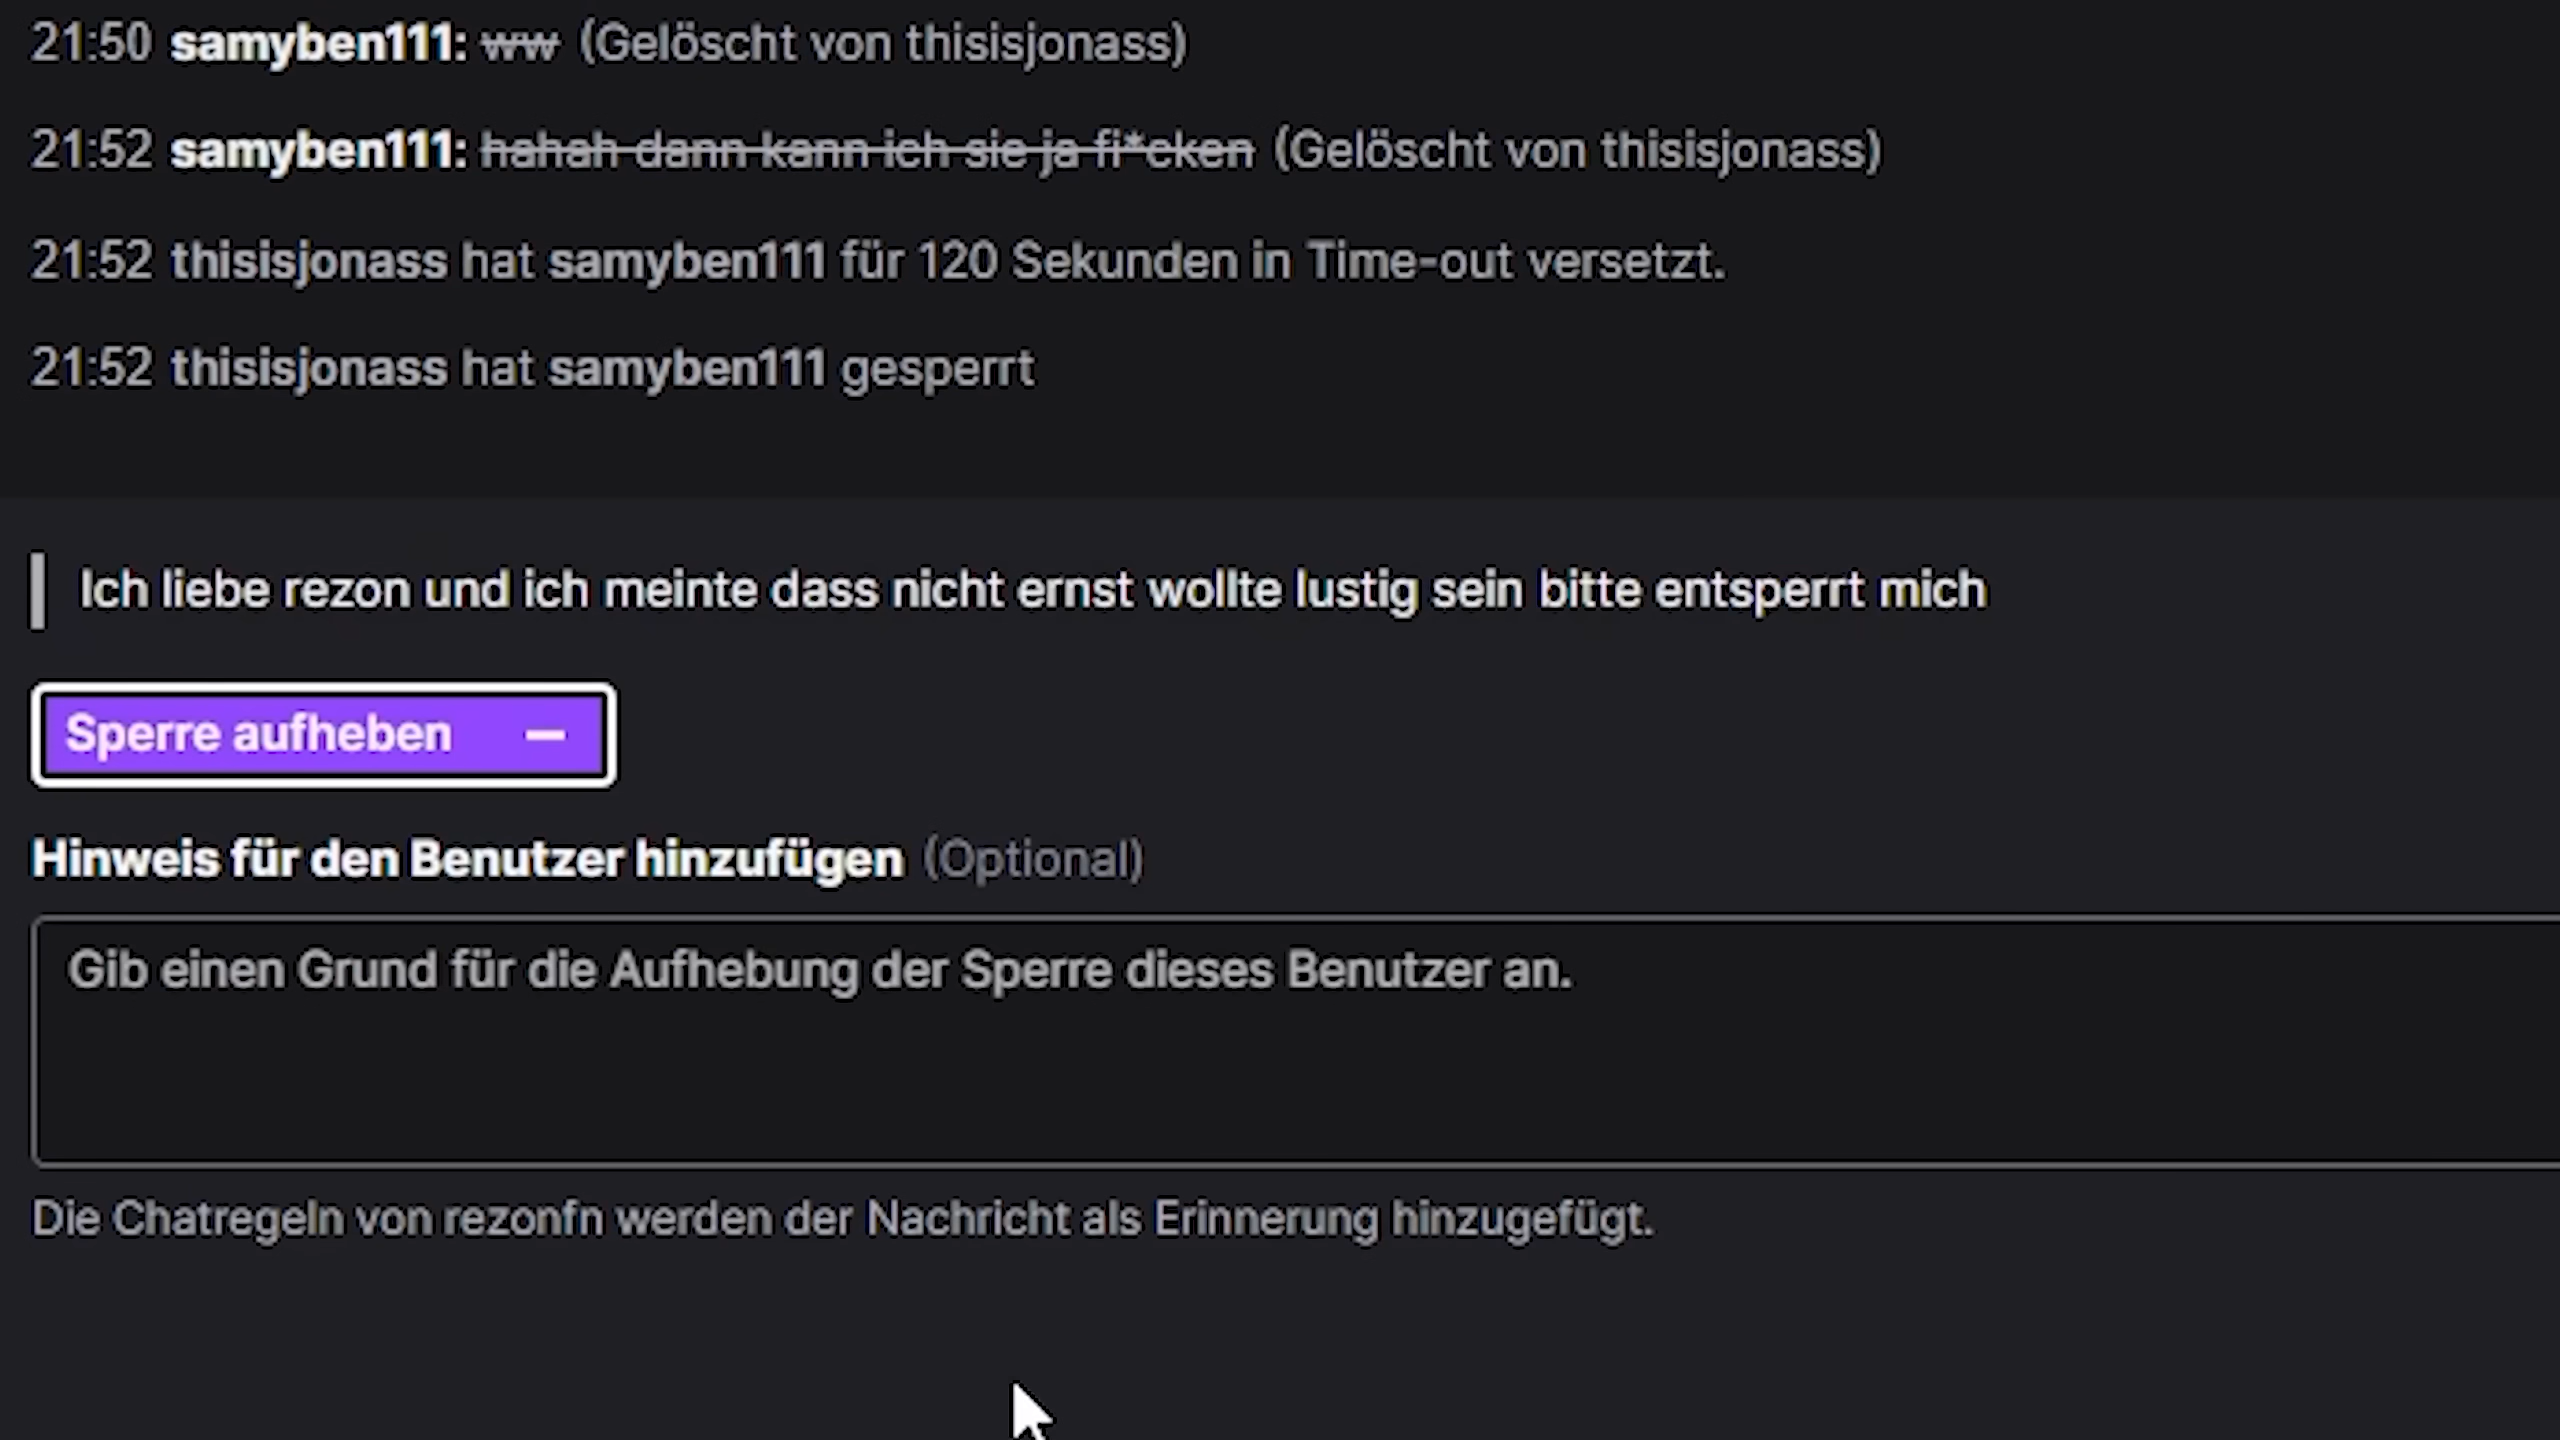 21:50 samyben111: ww (Gelöscht von thisisjonass)
21:52 samyben111: hahah dann kann ich sie ja fi*cken (Gelöscht von thisisjonass)
21:52 thisisjonass hat samyben111 für 120 Sekunden in Time-out versetzt.
21:52 thisisjonass hat samyben111 gesperrt
Ich liebe rezon und ich meinte dass nicht ernst wollte lustig sein bitte entsperrt mich
Sperre aufheben
Hinweis für den Benutzer hinzufügen (Optional)
Gib einen Grund für die Aufhebung der Sperre dieses Benutzer an.
Die Chatregeln von rezonfn werden der Nachricht als Erinnerung hinzugefügt.